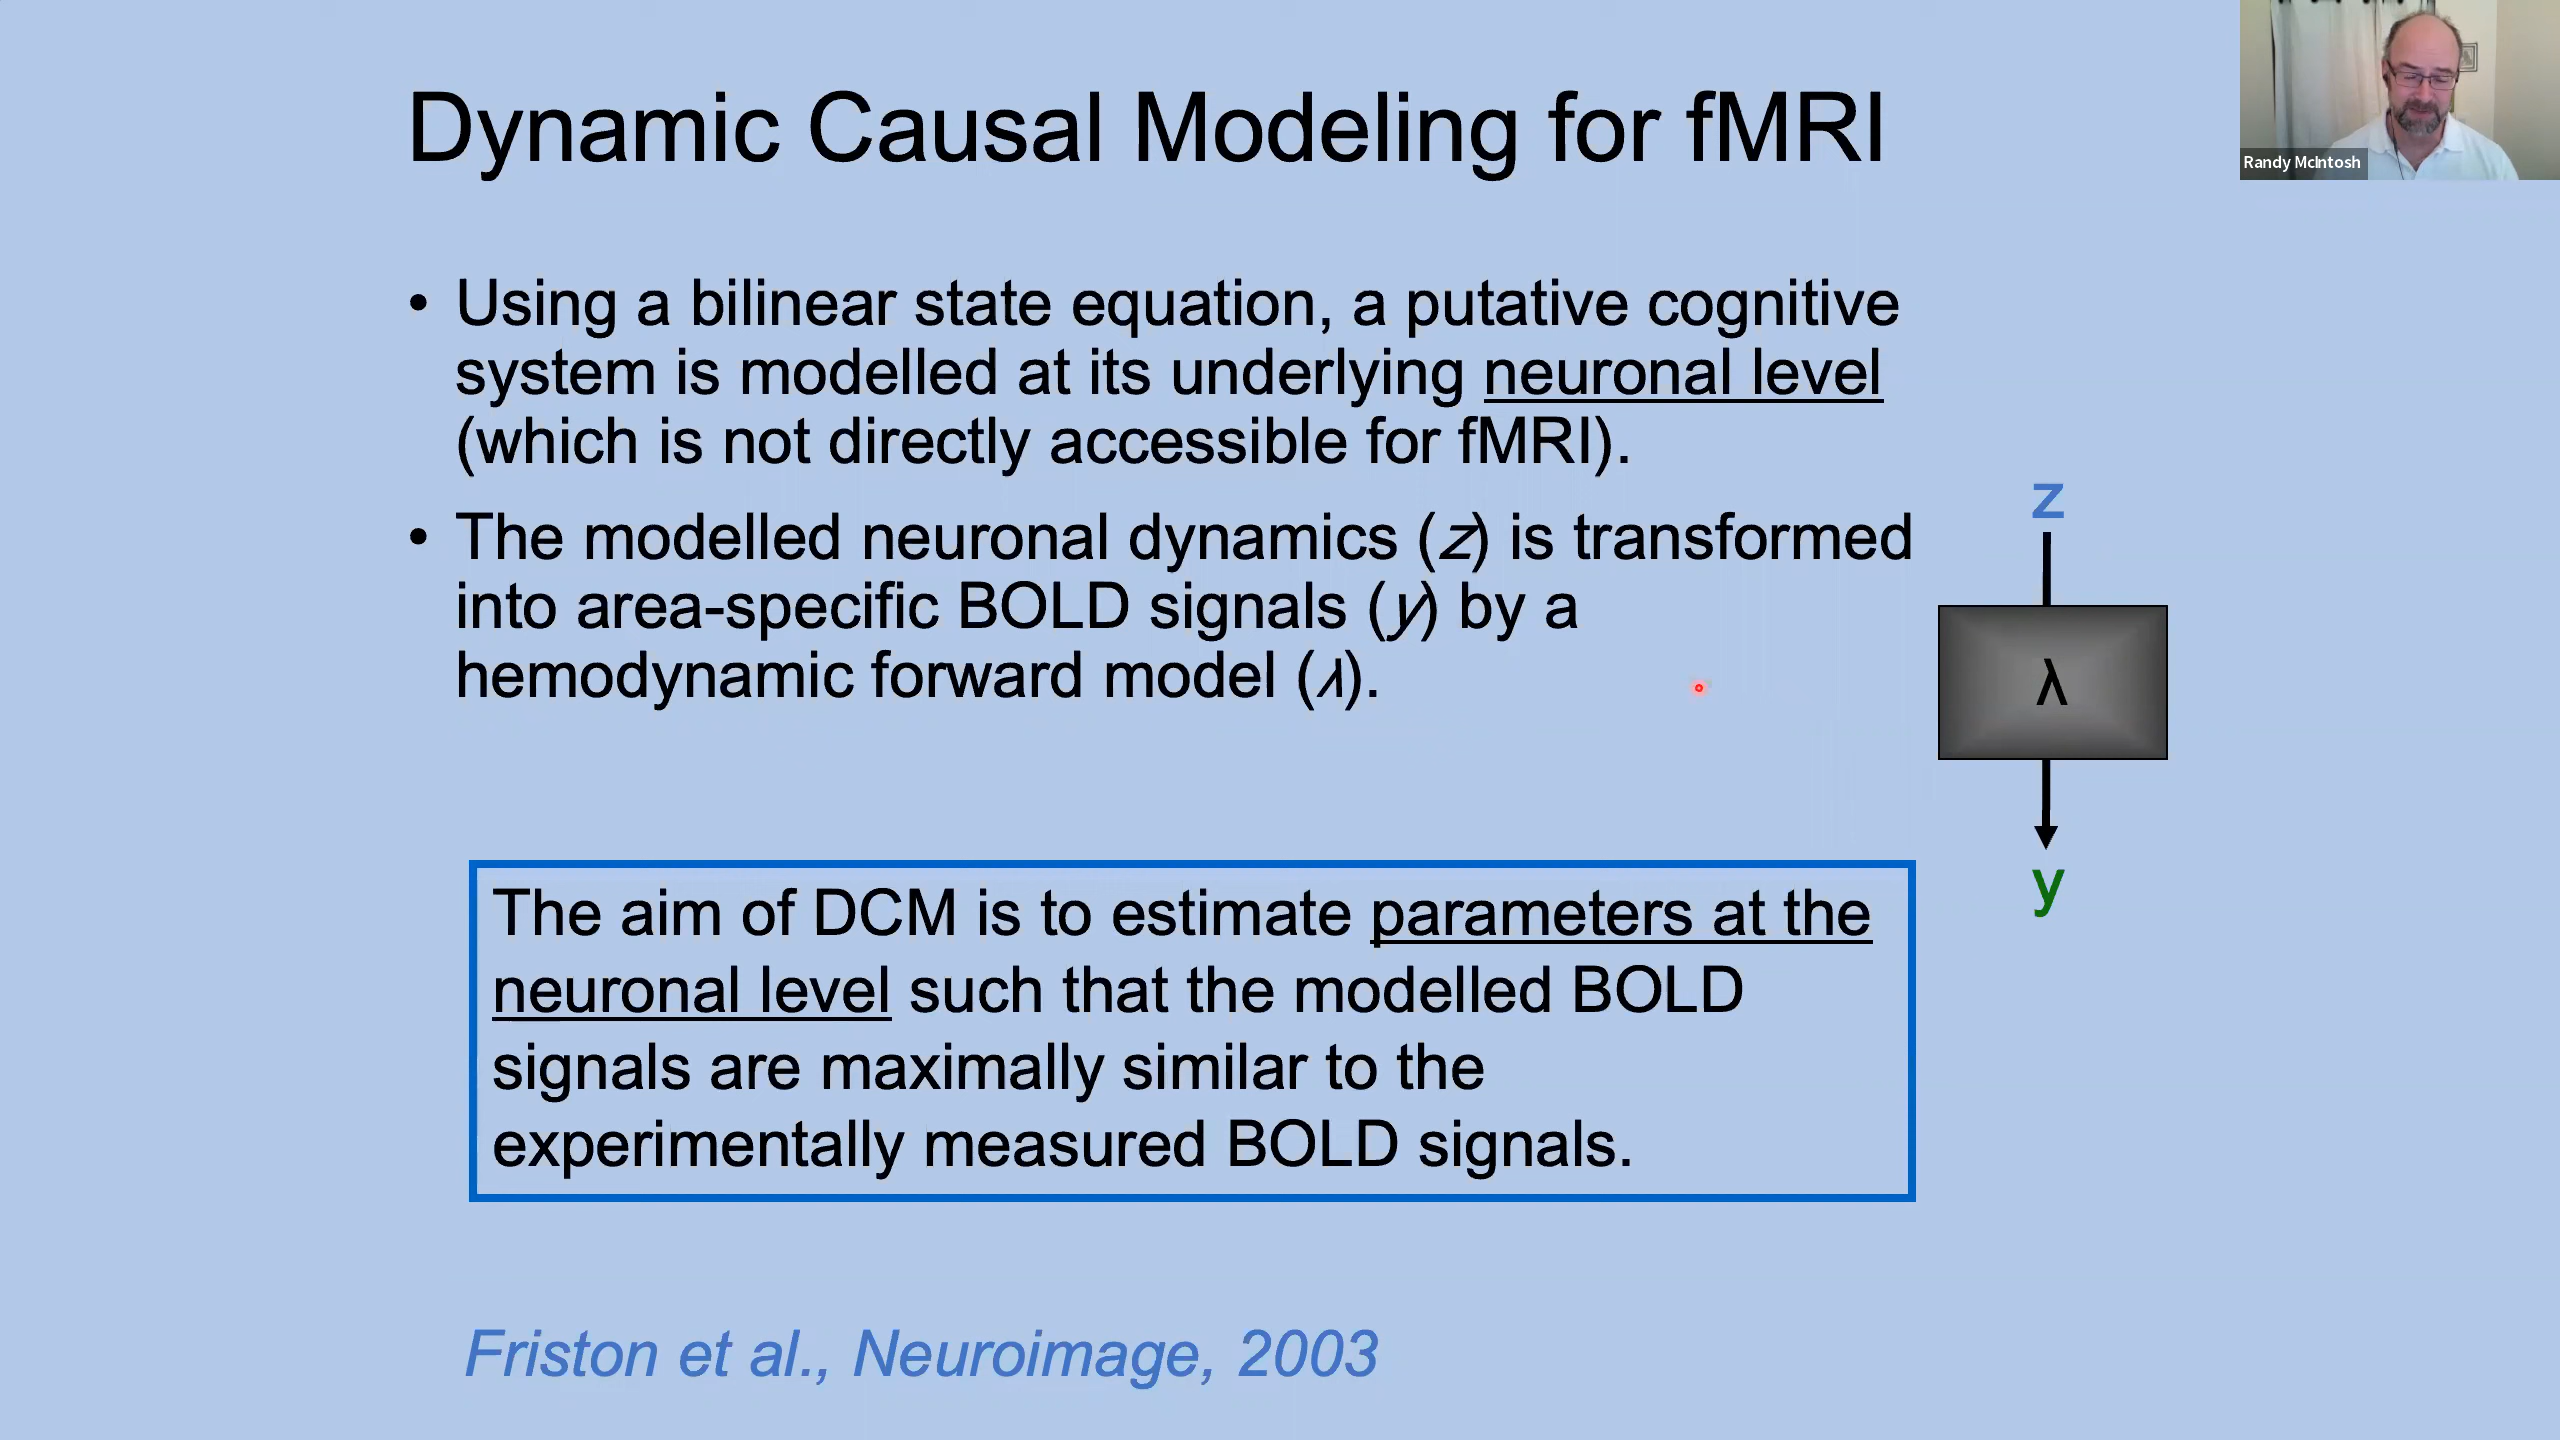 Dynamic Causal Modeling for fMRI
Randy McIntosh
• Using a bilinear state equation, a putative cognitive
system is modelled at its underlying neuronal level
(which is not directly accessible for fMRI).
• The modelled neuronal dynamics (z) is transformed
into area-specific BOLD signals (y) by a
hemodynamic forward model (λ).
z
λ
y
The aim of DCM is to estimate parameters at the
neuronal level such that the modelled BOLD
signals are maximally similar to the
experimentally measured BOLD signals.
Friston et al., Neuroimage, 2003